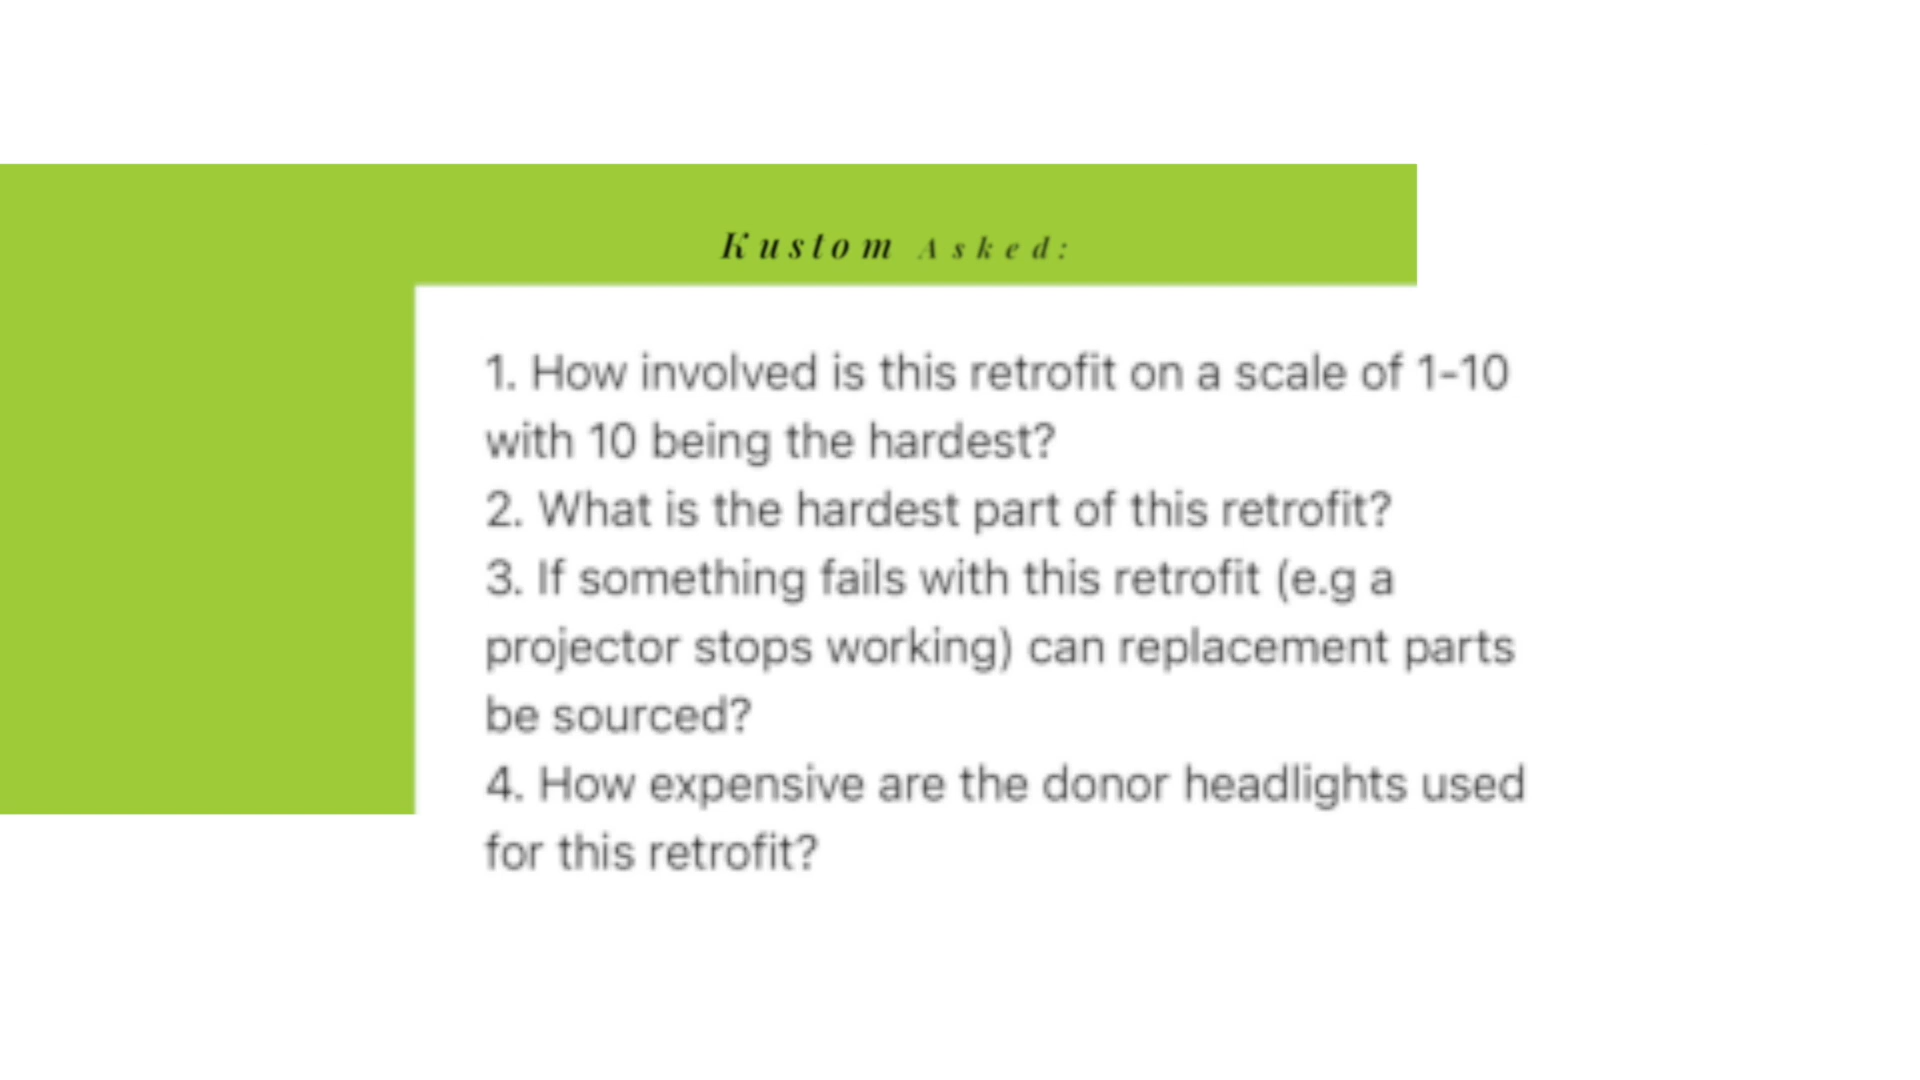 Kustom Asked:
1. How involved is this retrofit on a scale of 1-10
with 10 being the hardest?
2. What is the hardest part of this retrofit?
3. If something fails with this retrofit (e.g a
projector stops working) can replacement parts
be sourced?
4. How expensive are the donor headlights used
for this retrofit?